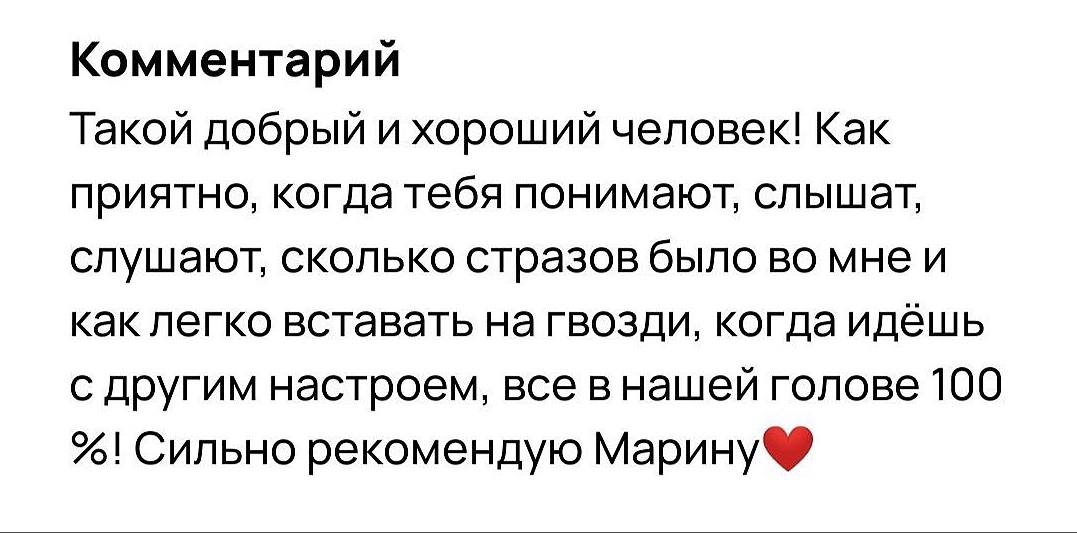 Комментарий
Такой добрый и хороший человек! Как
приятно, когда тебя понимают, слышат,
слушают, сколько стразов было во мне и
как легко вставать на гвозди, когда идёшь
с другим настроем, все в нашей голове 100
%! Сильно рекомендую Марину❤️